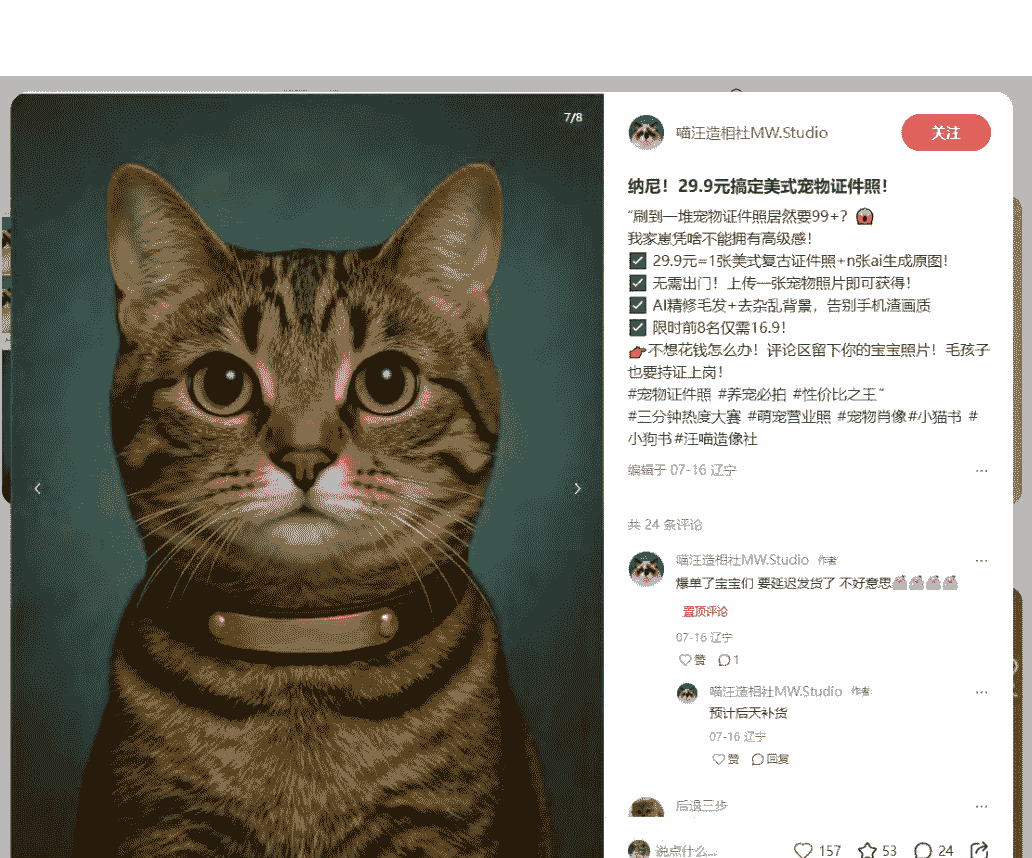 7/8
喵汪造相社MW.Studio
关注
纳尼！29.9元搞定美式宠物证件照！
“刷到一堆宠物证件照居然要99+？
我家崽凭啥不能拥有高级感！
29.9元=1张美式复古证件照+n张ai生成原图！
无需出门！上传一张宠物照片即可获得！
AI精修毛发+去杂乱背景，告别手机渣画质
限时前8名仅需16.9！
不想花钱怎么办！评论区留下你的宝宝照片！毛孩子
也要持证上岗！
#宠物证件照 #养宠必拍 #性价比之王”
#三分钟热度大赛 #萌宠营业照 #宠物肖像#小猫书 #
小狗书#汪喵造像社
编辑于 07-16 辽宁
共 24 条评论
喵汪造相社MW.Studio 作者
爆单了宝宝们 要延迟发货了 不好意思
置顶评论
07-16 辽宁
赞 1
喵汪造相社MW.Studio 作者
预计后天补货
07-16 辽宁
赞 回复
后退三步
说点什么...
157 53 24